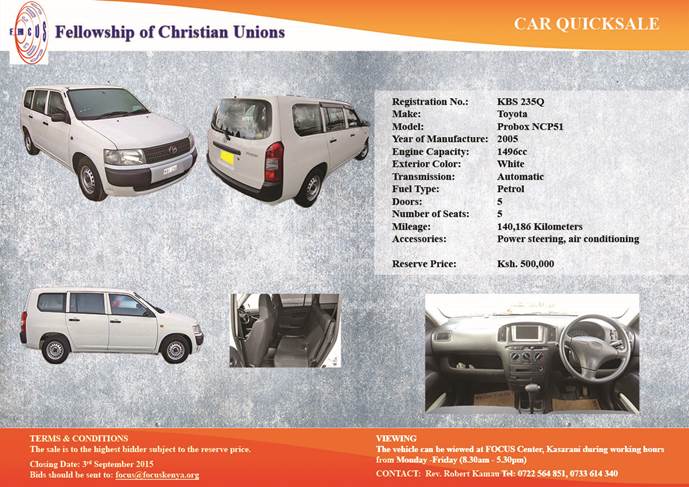 FOCUS
Fellowship of Christian Unions
CAR QUICKSALE
Registration No.: KBS 235Q
Make: Toyota
Model: Probox NCP51
Year of Manufacture: 2005
Engine Capacity: 1496cc
Exterior Color: White
Transmission: Automatic
Fuel Type: Petrol
Doors: 5
Number of Seats: 5
Mileage: 140,186 Kilometers
Accessories: Power steering, air conditioning
Reserve Price: Ksh. 500,000
TERMS & CONDITIONS
The sale is to the highest bidder subject to the reserve price.
Closing Date: 3rd September 2015
Bids should be sent to: focus@focuskenya.org
VIEWING
The vehicle can be wiewed at FOCUS Center, Kasarani during working hours
from Monday -Friday (8.30am - 5.30pm)
CONTACT: Rev. Robert Kamau Tel: 0722 564 851, 0733 614 340